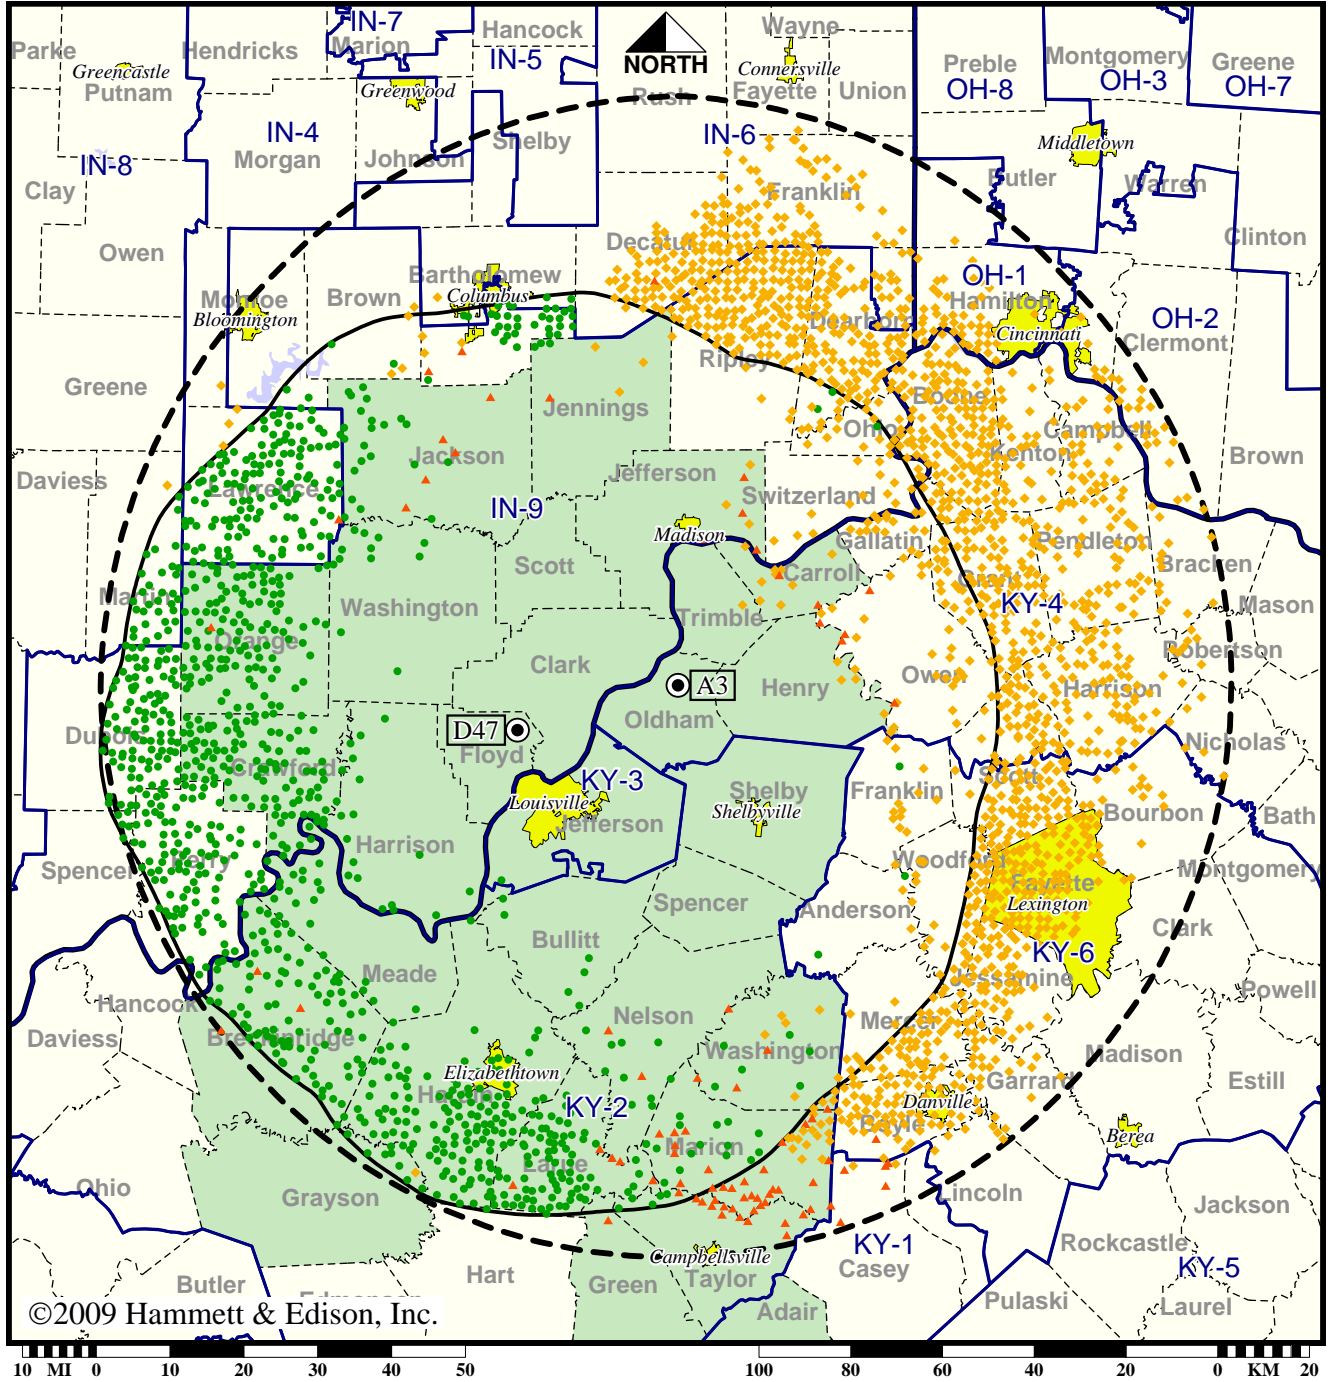 IN-7
Hancock
Wayne
Parke
Hendricks
Marion
IN-5
NORTH
Connersville
Preble
Montgomery
Greene
Greencastle
Putnam
Greenwood
Rush
Fayette
Union
OH-8
OH-3
OH-7
IN-4
IN-6
Shelby
Middletown
IN-8
Morgan
Johnson
Clay
Franklin
Butler
Warren
Owen
Decatur
Clinton
Bartholomew
OH-1
Monroe
Brown
Columbus
Hamilton
Bloomington
Dearborn
Cincinnati
OH-2
Clermont
Greene
Ripley
Jennings
Boone
Ohio
Campbell
Kenton
Jackson
Brown
Daviess
Jefferson
Lawrence
Switzerland
IN-9
Madison
Gallatin
Pendleton
Scott
Carroll
Grant
Bracken
Martin
Washington
Trimble
KY-4
Mason
Orange
Robertson
Clark
Owen
A3
Henry
Harrison
Oldham
D47
Dubois
Floyd
Nicholas
Crawford
KY-3
Scott
Shelby
Franklin
Louisville
Shelbyville
Bourbon
Bath
Jefferson
Harrison
Perry
Woodford
Spencer
Montgomery
Fayette
Lexington
Spencer
Anderson
Clark
Bullitt
KY-6
Meade
Jessamine
Hancock
Powell
Nelson
Mercer
Daviess
Breckinridge
Washington
Madison
Elizabethtown
Garrard
Estill
Hardin
KY-2
Danville
Boyle
Berea
Marion
Larue
Ohio
Grayson
Lincoln
Jackson
KY-1
Rockcastle
Campbellsville
Casey
KY-5
Hart
Taylor
Butler
Green
Pulaski
Laurel
Edmonson
Adair
©2009 Hammett & Edison, Inc.
10 MI 0 10 20 30 40 50 100 80 60 40 20 0 KM 20